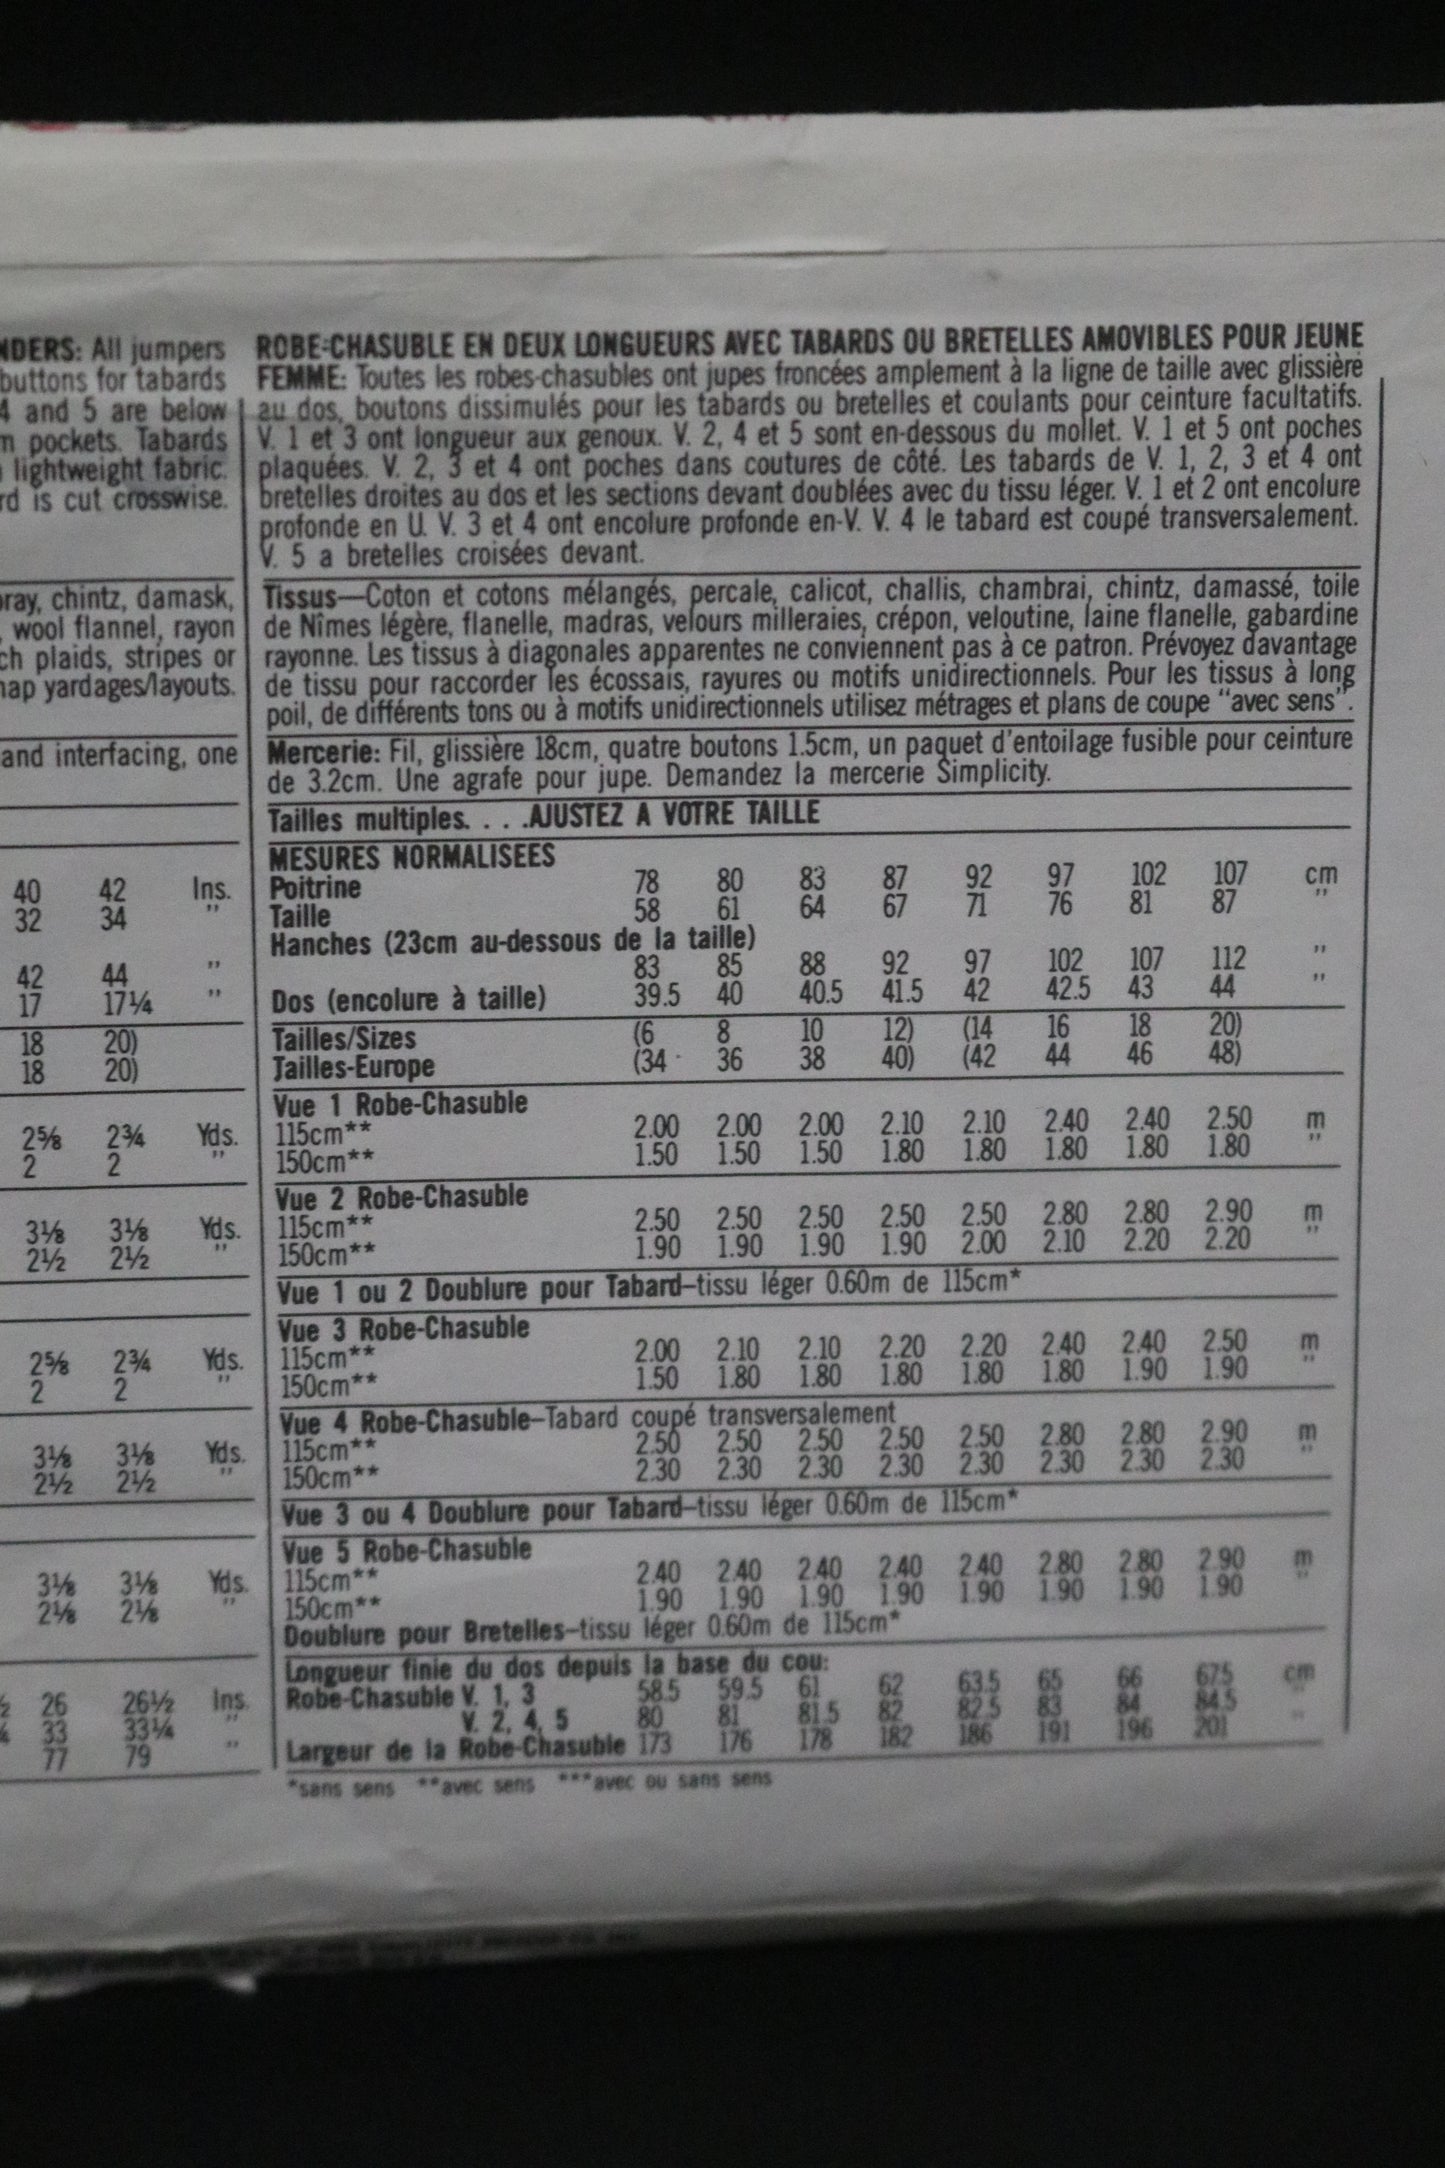 NDERS: All jumpers
buttons for tabards
4 and 5 are below
m pockets. Tabards
lightweight fabric.
rd is cut crosswise.
ray, chintz, damask,
, wool flannel, rayon
ch plaids, stripes or
nap yardages/layouts.
and interfacing, one
40 42 Ins.
32 34 "
42 44 "
17 17¼ "
18 20)
18 20)
2⅝ 2¾ Yds.
2 2 "
3⅛ 3⅛ Yds.
2½ 2½ "
2⅝ 2¾ Yds.
2 2 "
3⅛ 3⅛ Yds.
2½ 2½ "
3⅛ 3⅛ Yds.
2⅛ 2⅛ "
½ 26 26½ Ins.
33 33¼ "
77 79 "
ROBE-CHASUBLE EN DEUX LONGUEURS AVEC TABARDS OU BRETELLES AMOVIBLES POUR JEUNE
FEMME: Toutes les robes-chasubles ont jupes froncées amplement à la ligne de taille avec glissière
au dos, boutons dissimulés pour les tabards ou bretelles et coulants pour ceinture facultatifs.
V. 1 et 3 ont longueur aux genoux. V. 2, 4 et 5 sont en-dessous du mollet. V. 1 et 5 ont poches
plaquées. V. 2, 3 et 4 ont poches dans coutures de côté. Les tabards de V. 1, 2, 3 et 4 ont
bretelles droites au dos et les sections devant doublées avec du tissu léger. V. 1 et 2 ont encolure
profonde en U. V. 3 et 4 ont encolure profonde en-V. V. 4 le tabard est coupé transversalement.
V. 5 a bretelles croisées devant.
Tissus—Coton et cotons mélangés, percale, calicot, challis, chambrai, chintz, damassé, toile
de Nîmes légère, flanelle, madras, velours milleraies, crépon, veloutine, laine flanelle, gabardine
rayonne. Les tissus à diagonales apparentes ne conviennent pas à ce patron. Prévoyez davantage
de tissu pour raccorder les écossais, rayures ou motifs unidirectionnels. Pour les tissus à long
poil, de différents tons ou à motifs unidirectionnels utilisez métrages et plans de coupe "avec sens".
Mercerie: Fil, glissière 18cm, quatre boutons 1.5cm, un paquet d'entoilage fusible pour ceinture
de 3.2cm. Une agrafe pour jupe. Demandez la mercerie Simplicity.
Tailles multiples. . . .AJUSTEZ A VOTRE TAILLE
MESURES NORMALISEES
Poitrine 78 80 83 87 92 97 102 107 cm
Taille 58 61 64 67 71 76 81 87 "
Hanches (23cm au-dessous de la taille)
83 85 88 92 97 102 107 112 "
Dos (encolure à taille) 39.5 40 40.5 41.5 42 42.5 43 44 "
Tailles/Sizes (6 8 10 12) (14 16 18 20)
Tailles-Europe (34 36 38 40) (42 44 46 48)
Vue 1 Robe-Chasuble
115cm** 2.00 2.00 2.00 2.10 2.10 2.40 2.40 2.50 m
150cm** 1.50 1.50 1.50 1.80 1.80 1.80 1.80 1.80 "
Vue 2 Robe-Chasuble
115cm** 2.50 2.50 2.50 2.50 2.50 2.80 2.80 2.90 m
150cm** 1.90 1.90 1.90 1.90 2.00 2.10 2.20 2.20 "
Vue 1 ou 2 Doublure pour Tabard–tissu léger 0.60m de 115cm*
Vue 3 Robe-Chasuble
115cm** 2.00 2.10 2.10 2.20 2.20 2.40 2.40 2.50 m
150cm** 1.50 1.80 1.80 1.80 1.80 1.80 1.90 1.90 "
Vue 4 Robe-Chasuble–Tabard coupé transversalement
115cm** 2.50 2.50 2.50 2.50 2.50 2.80 2.80 2.90 m
150cm** 2.30 2.30 2.30 2.30 2.30 2.30 2.30 2.30 "
Vue 3 ou 4 Doublure pour Tabard–tissu léger 0.60m de 115cm*
Vue 5 Robe-Chasuble
115cm** 2.40 2.40 2.40 2.40 2.40 2.80 2.80 2.90 m
150cm** 1.90 1.90 1.90 1.90 1.90 1.90 1.90 1.90 "
Doublure pour Bretelles–tissu léger 0.60m de 115cm*
Longueur finie du dos depuis la base du cou:
Robe-Chasuble V. 1, 3 58.5 59.5 61 62 63.5 65 66 67.5 cm
V. 2, 4, 5 80 81 81.5 82 82.5 83 84 84.5 "
Largeur de la Robe-Chasuble 173 176 178 182 186 191 196 201 "
*sans sens **avec sens ***avec ou sans sens